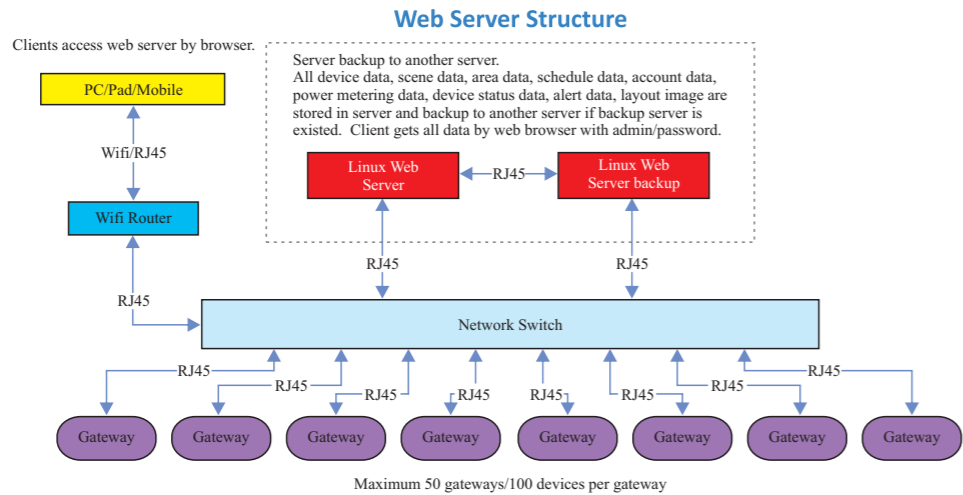 Web Server Structure
Clients access web server by browser.
Server backup to another server.
All device data, scene data, area data, schedule data, account data,
power metering data, device status data, alert data, layout image are
stored in server and backup to another server if backup server is
existed.  Client gets all data by web browser with admin/password.
PC/Pad/Mobile
Wifi/RJ45
Linux Web
Server
RJ45
Linux Web
Server backup
Wifi Router
RJ45
RJ45
RJ45
Network Switch
RJ45
RJ45
RJ45
RJ45
RJ45
RJ45
RJ45
RJ45
Gateway
Gateway
Gateway
Gateway
Gateway
Gateway
Gateway
Gateway
Maximum 50 gateways/100 devices per gateway